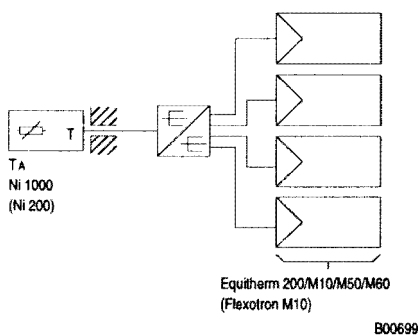 T
TA
Ni 1000
(Ni 200)
Equitherm 200/M10/M50/M60
(Flexotron M10)
B00699